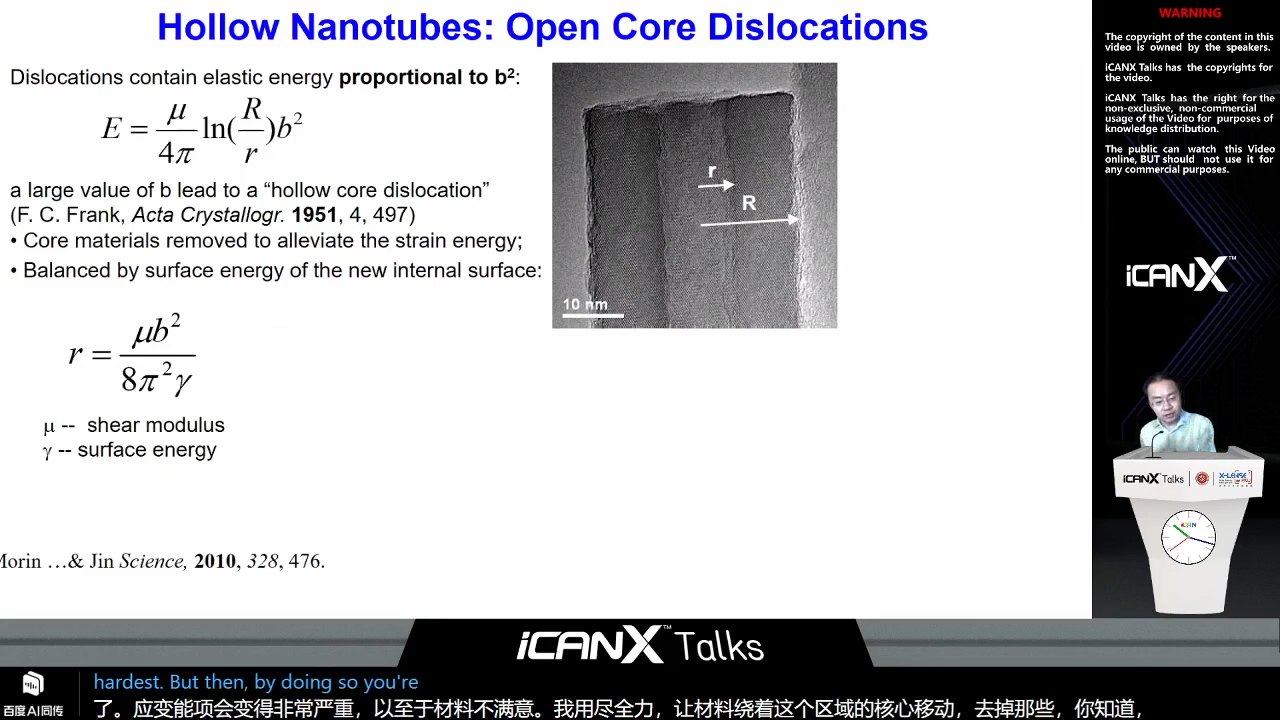 Hollow Nanotubes: Open Core Dislocations
Dislocations contain elastic energy proportional to b²:
E = μ/4π ln(R/r)b²
a large value of b lead to a “hollow core dislocation”
(F. C. Frank, Acta Crystallogr. 1951, 4, 497)
• Core materials removed to alleviate the strain energy;
• Balanced by surface energy of the new internal surface:
r = μb²/8π²γ
μ -- shear modulus
γ -- surface energy
Morin …& Jin Science, 2010, 328, 476.
r
R
10 nm
WARNING
The copyright of the content in this
video is owned by the speakers.
iCANX Talks has the copyrights for
the video.
iCANX Talks has the right for the
non-exclusive, non-commercial
usage of the Video for purposes of
knowledge distribution.
The public can watch this Video
online, BUT should not use it for
any commercial purposes.
iCANX™
iCANX Talks
X-LENSE
iCANX™ Talks
百度AI同传
hardest. But then, by doing so you're
了。应变能项会变得非常严重，以至于材料不满意。我用尽全力，让材料绕着这个区域的核心移动，去掉那些，你知道，